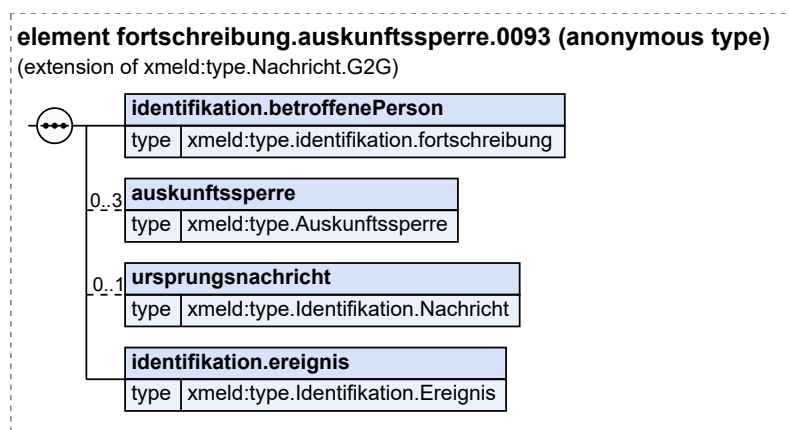 element fortschreibung.auskunftssperre.0093 (anonymous type)
(extension of xmeld:type.Nachricht.G2G)
identifikation.betroffenePerson
type xmeld:type.identifikation.fortschreibung
0..3 auskunftssperre
type xmeld:type.Auskunftssperre
0..1 ursprungsnachricht
type xmeld:type.Identifikation.Nachricht
identifikation.ereignis
type xmeld:type.Identifikation.Ereignis